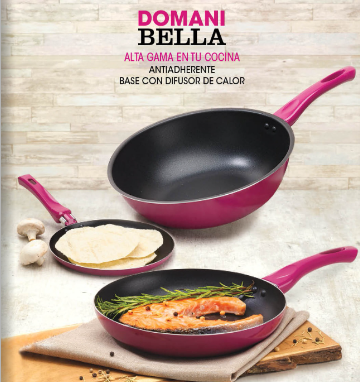 DOMANI
BELLA
ALTA GAMA EN TU COCINA
ANTIADHERENTE
BASE CON DIFUSOR DE CALOR